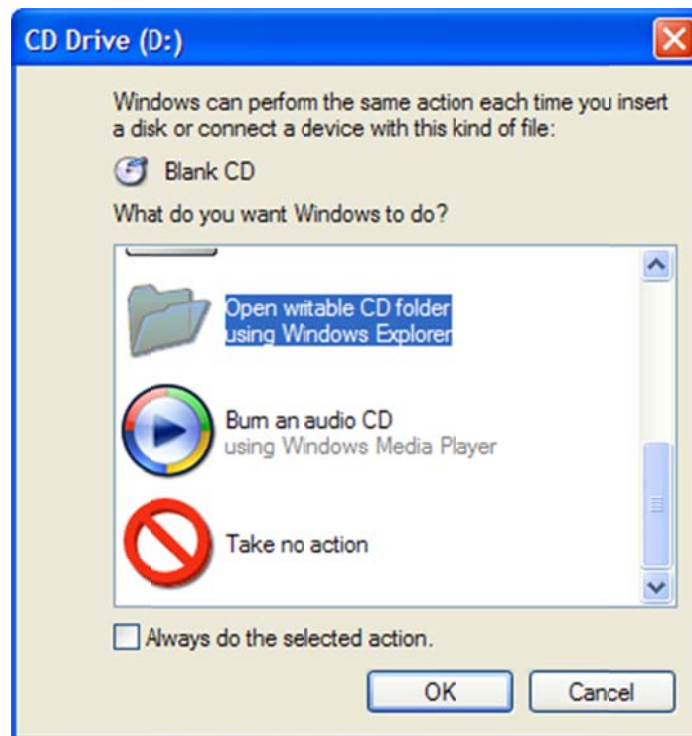 CD Drive (D:)
Windows can perform the same action each time you insert
a disk or connect a device with this kind of file:
Blank CD
What do you want Windows to do?
Open writable CD folder
using Windows Explorer
Burn an audio CD
using Windows Media Player
Take no action
Always do the selected action.
OK
Cancel